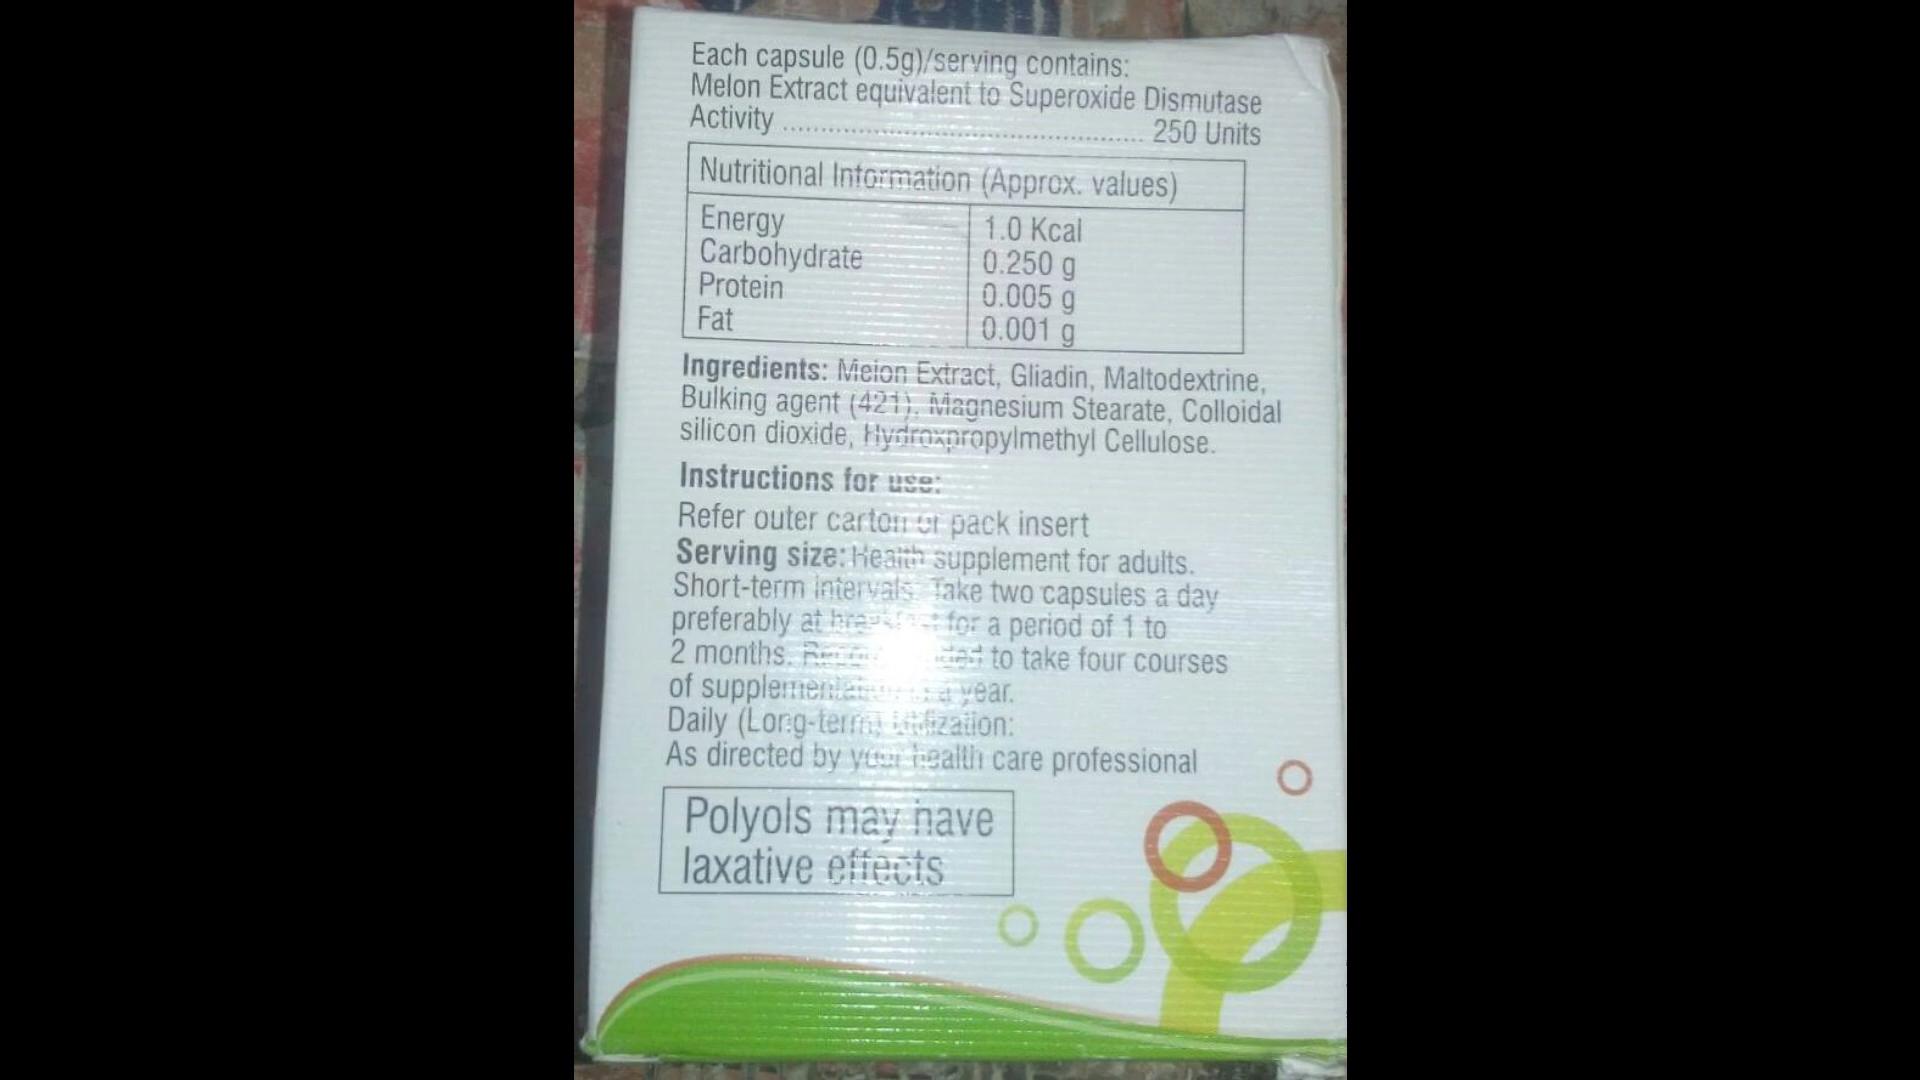 Each capsule (0.5g)/serving contains:
Melon Extract equivalent to Superoxide Dismutase
Activity ................................................ 250 Units
Nutritional Information (Approx. values)
Energy 1.0 Kcal
Carbohydrate 0.250 g
Protein 0.005 g
Fat 0.001 g
Ingredients: Melon Extract, Gliadin, Maltodextrine,
Bulking agent (421), Magnesium Stearate, Colloidal
silicon dioxide, Hydroxpropylmethyl Cellulose.
Instructions for use:
Refer outer carton or pack insert
Serving size: Health supplement for adults.
Short-term intervals: Take two capsules a day
preferably at breakfast for a period of 1 to
2 months. to take four courses
of supplementation a year.
Daily (Long-term) Utilization:
As directed by your health care professional
Polyols may have
laxative effects